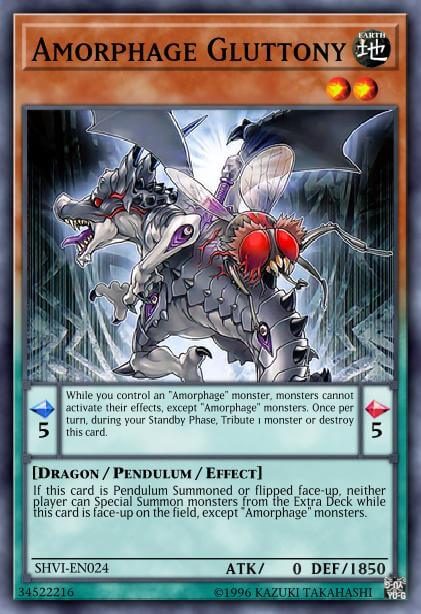 AMORPHAGE GLUTTONY
EARTH
地
While you control an "Amorphage" monster, monsters cannot
activate their effects, except "Amorphage" monsters. Once per
turn, during your Standby Phase, Tribute 1 monster or destroy
this card.
5
5
[DRAGON / PENDULUM / EFFECT]
If this card is Pendulum Summoned or flipped face-up, neither
player can Special Summon monsters from the Extra Deck while
this card is face-up on the field, except "Amorphage" monsters.
SHVI-EN024
ATK/ 0 DEF/1850
34522216
©1996 KAZUKI TAKAHASHI